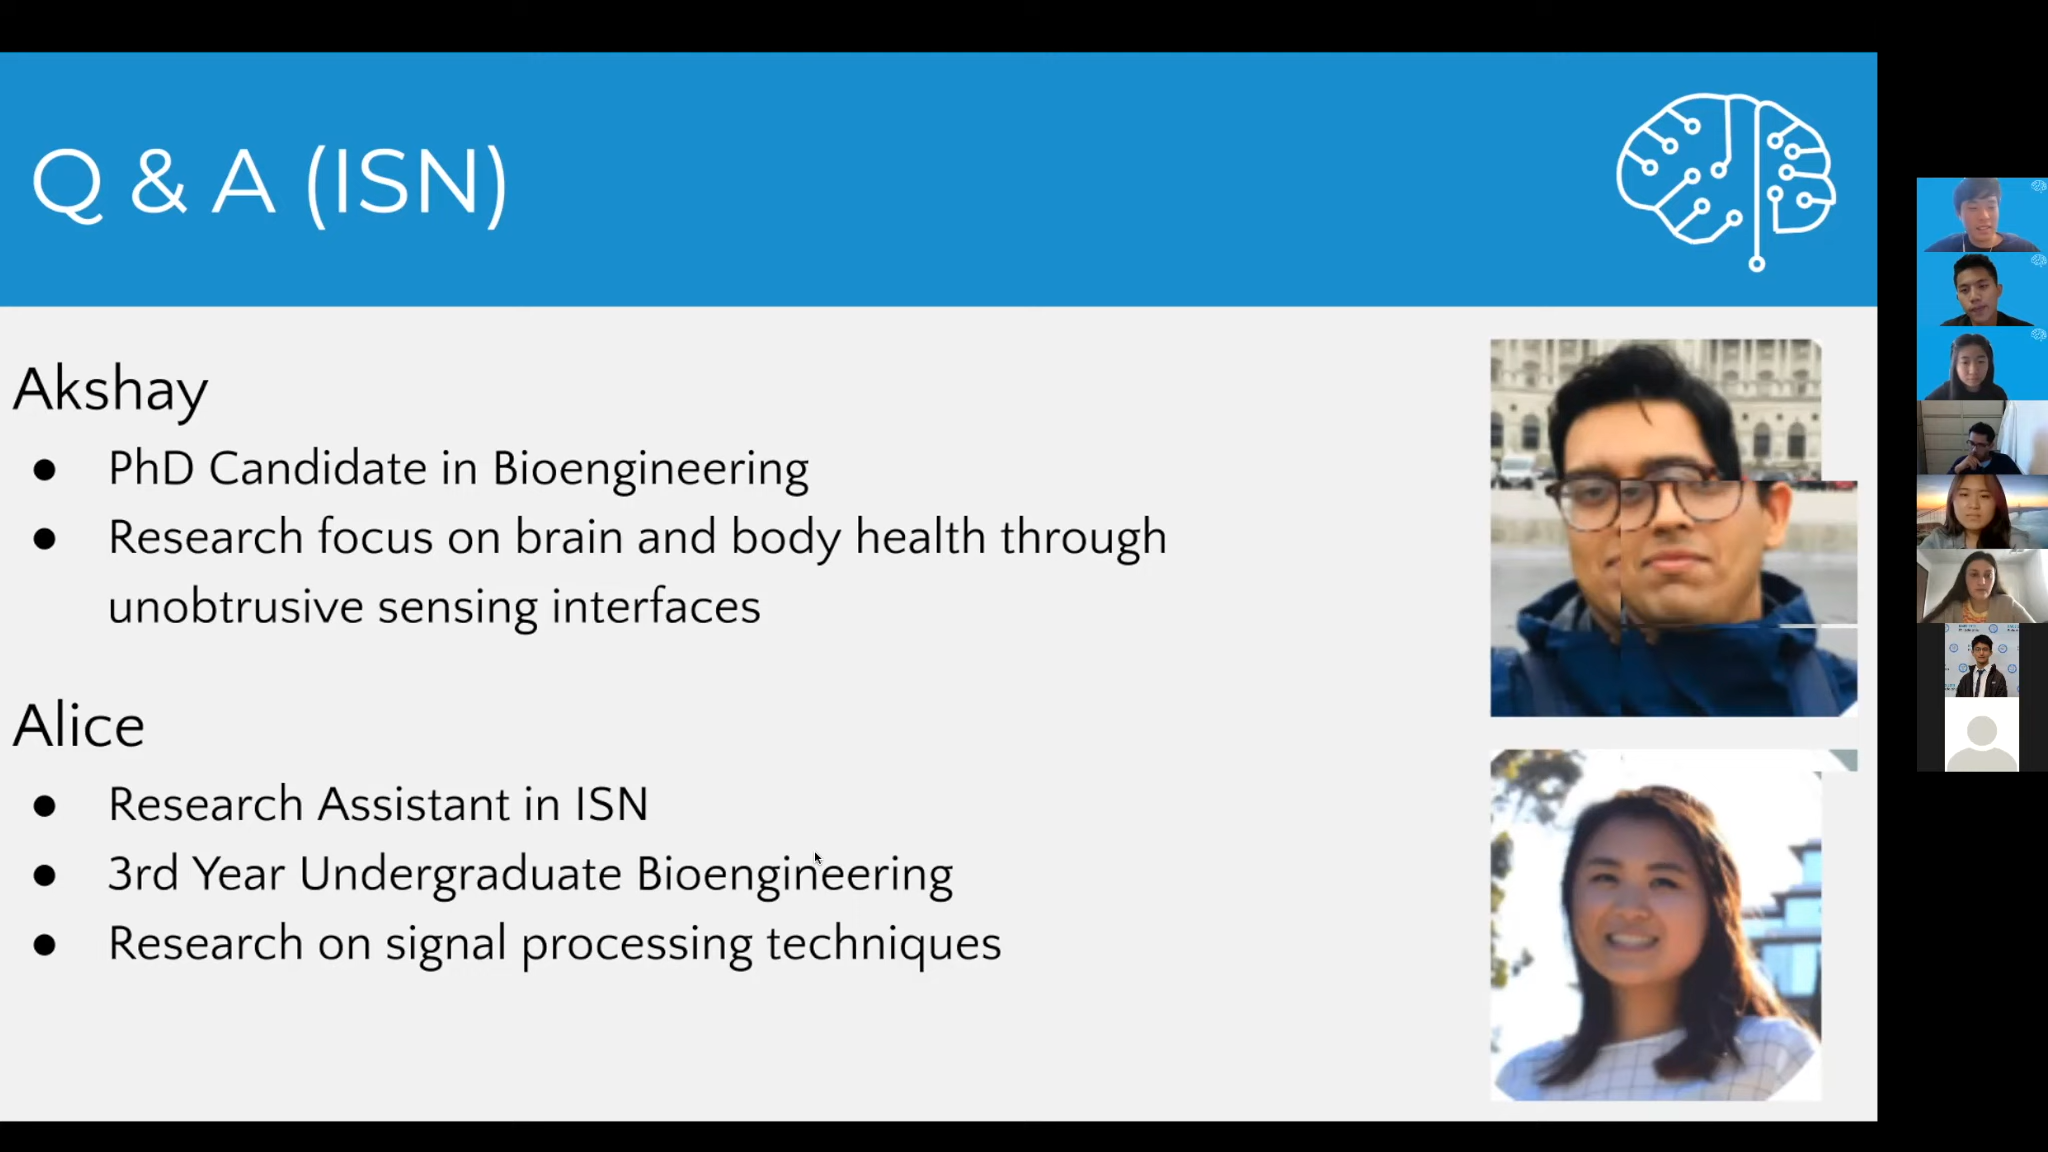 Q & A (ISN)
Akshay
● PhD Candidate in Bioengineering
● Research focus on brain and body health through
unobtrusive sensing interfaces
Alice
● Research Assistant in ISN
● 3rd Year Undergraduate Bioengineering
● Research on signal processing techniques